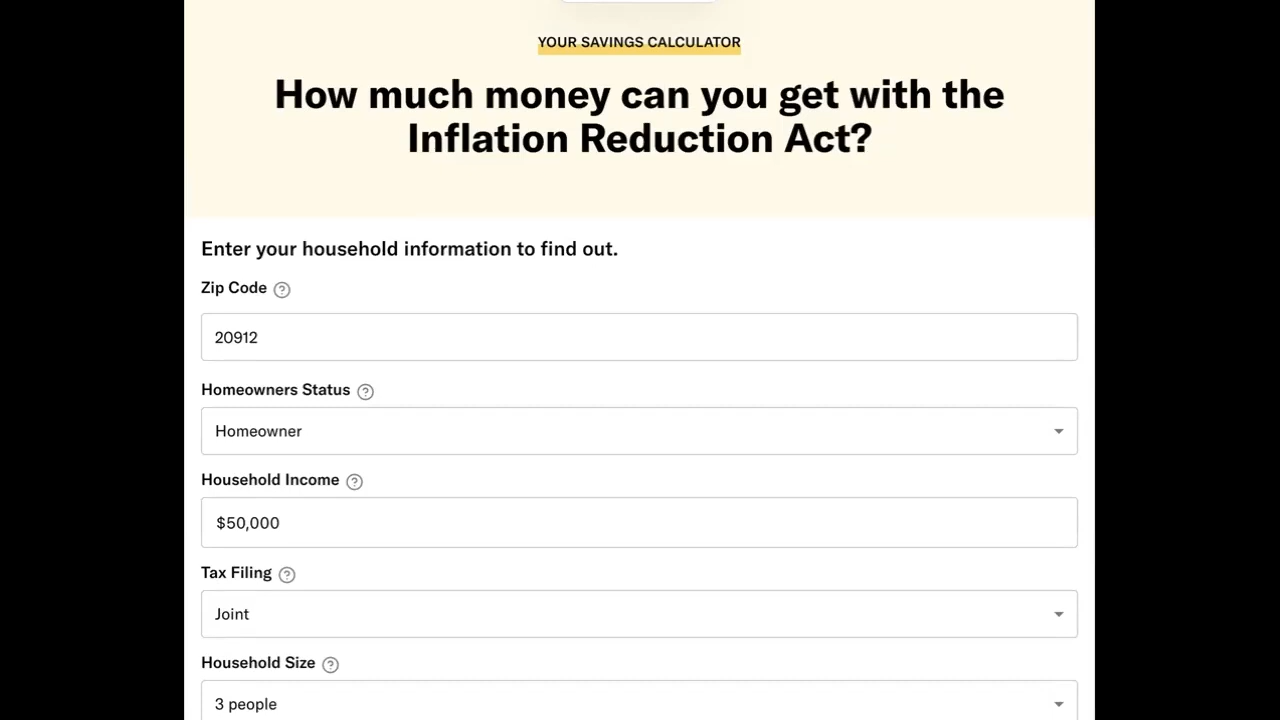 YOUR SAVINGS CALCULATOR
How much money can you get with the
Inflation Reduction Act?
Enter your household information to find out.
Zip Code ?
20912
Homeowners Status ?
Homeowner
Household Income ?
$50,000
Tax Filing ?
Joint
Household Size ?
3 people